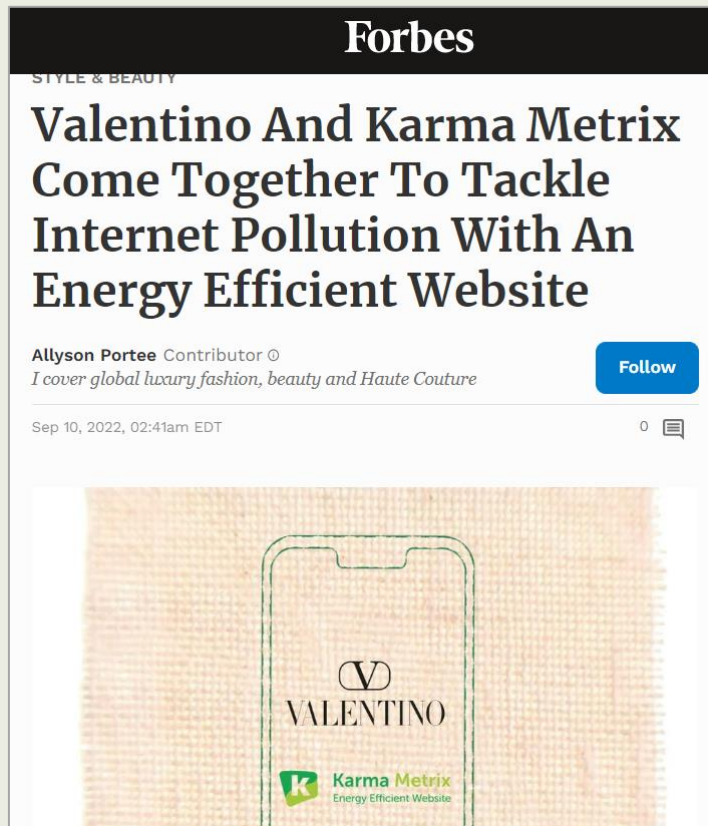 Forbes
STYLE & BEAUTY
Valentino And Karma Metrix
Come Together To Tackle
Internet Pollution With An
Energy Efficient Website
Allyson Portee Contributor
I cover global luxury fashion, beauty and Haute Couture
Follow
Sep 10, 2022, 02:41am EDT
0
V
VALENTINO
K
Karma Metrix
Energy Efficient Website